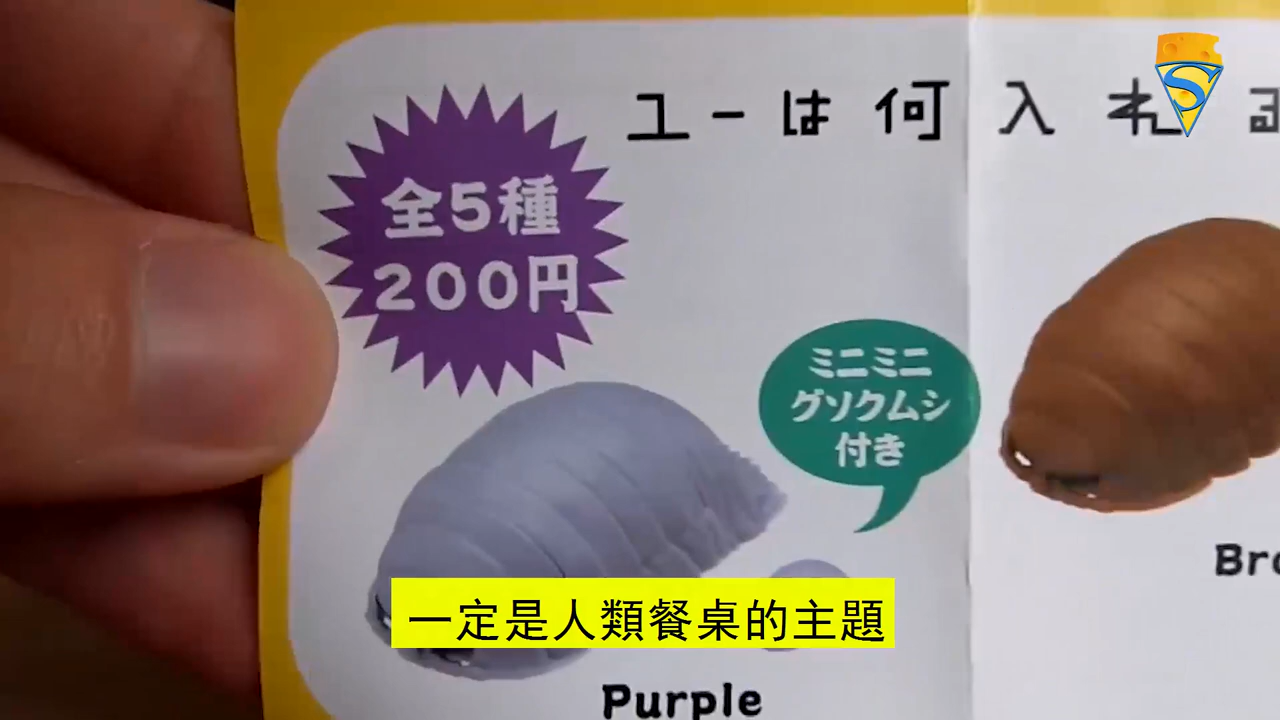 ユーは何入れる
全5種
200円
ミニミニ
グソクムシ
付き
Purple
Bro
一定是人類餐桌的主題
S